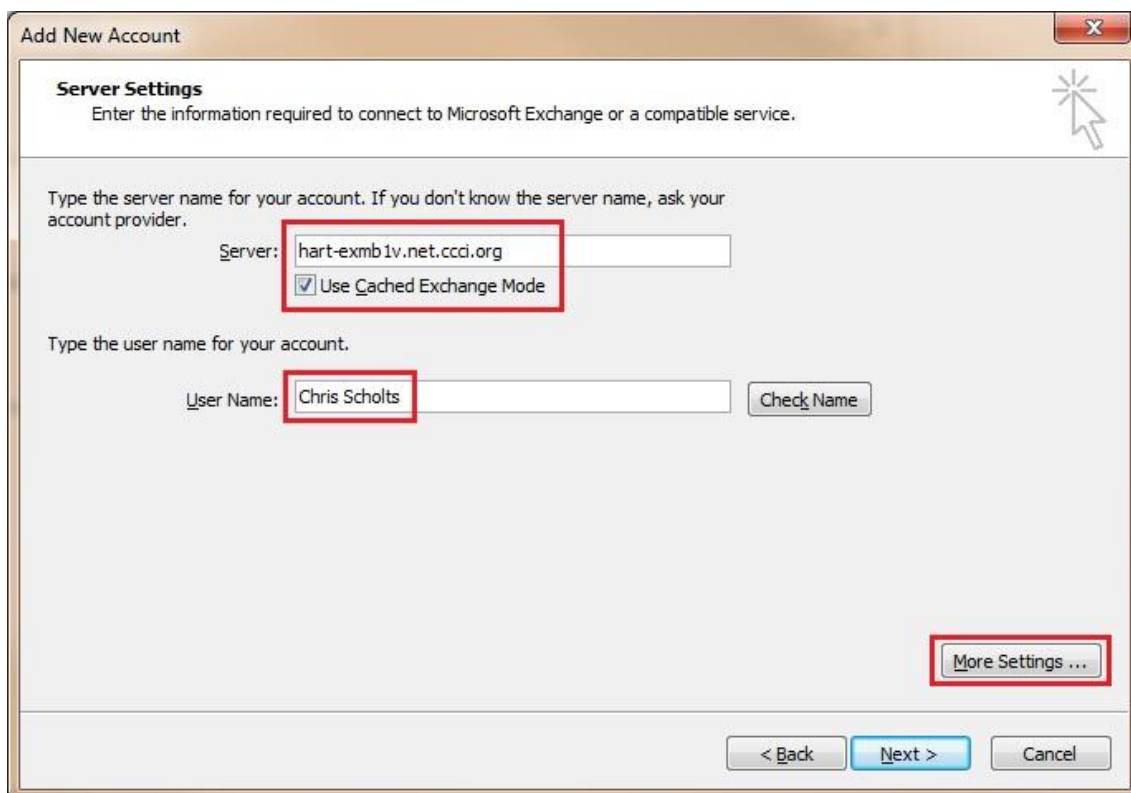 Add New Account
X
Server Settings
Enter the information required to connect to Microsoft Exchange or a compatible service.
Type the server name for your account. If you don't know the server name, ask your
account provider.
Server: hart-exmb1v.net.ccci.org
Use Cached Exchange Mode
Type the user name for your account.
User Name: Chris Scholts Check Name
More Settings ...
< Back Next > Cancel